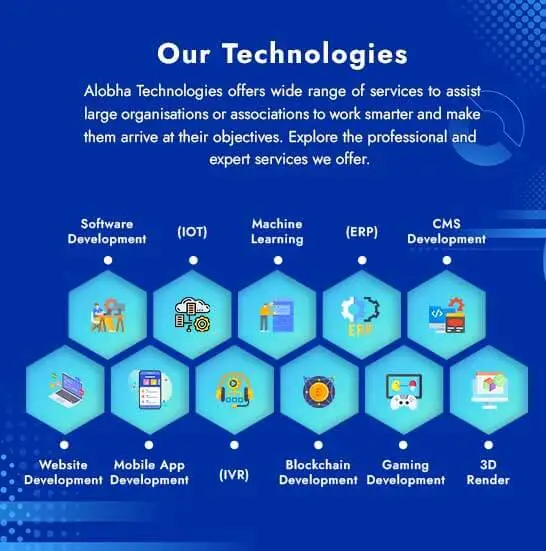 Our Technologies
Alobha Technologies offers wide range of services to assist
large organisations or associations to work smarter and make
them arrive at their objectives. Explore the professional and
expert services we offer.
Software
Development
(IOT)
Machine
Learning
(ERP)
CMS
Development
ERP
</>
Website
Development
Mobile App
Development
(IVR)
Blockchain
Development
Gaming
Development
3D
Render